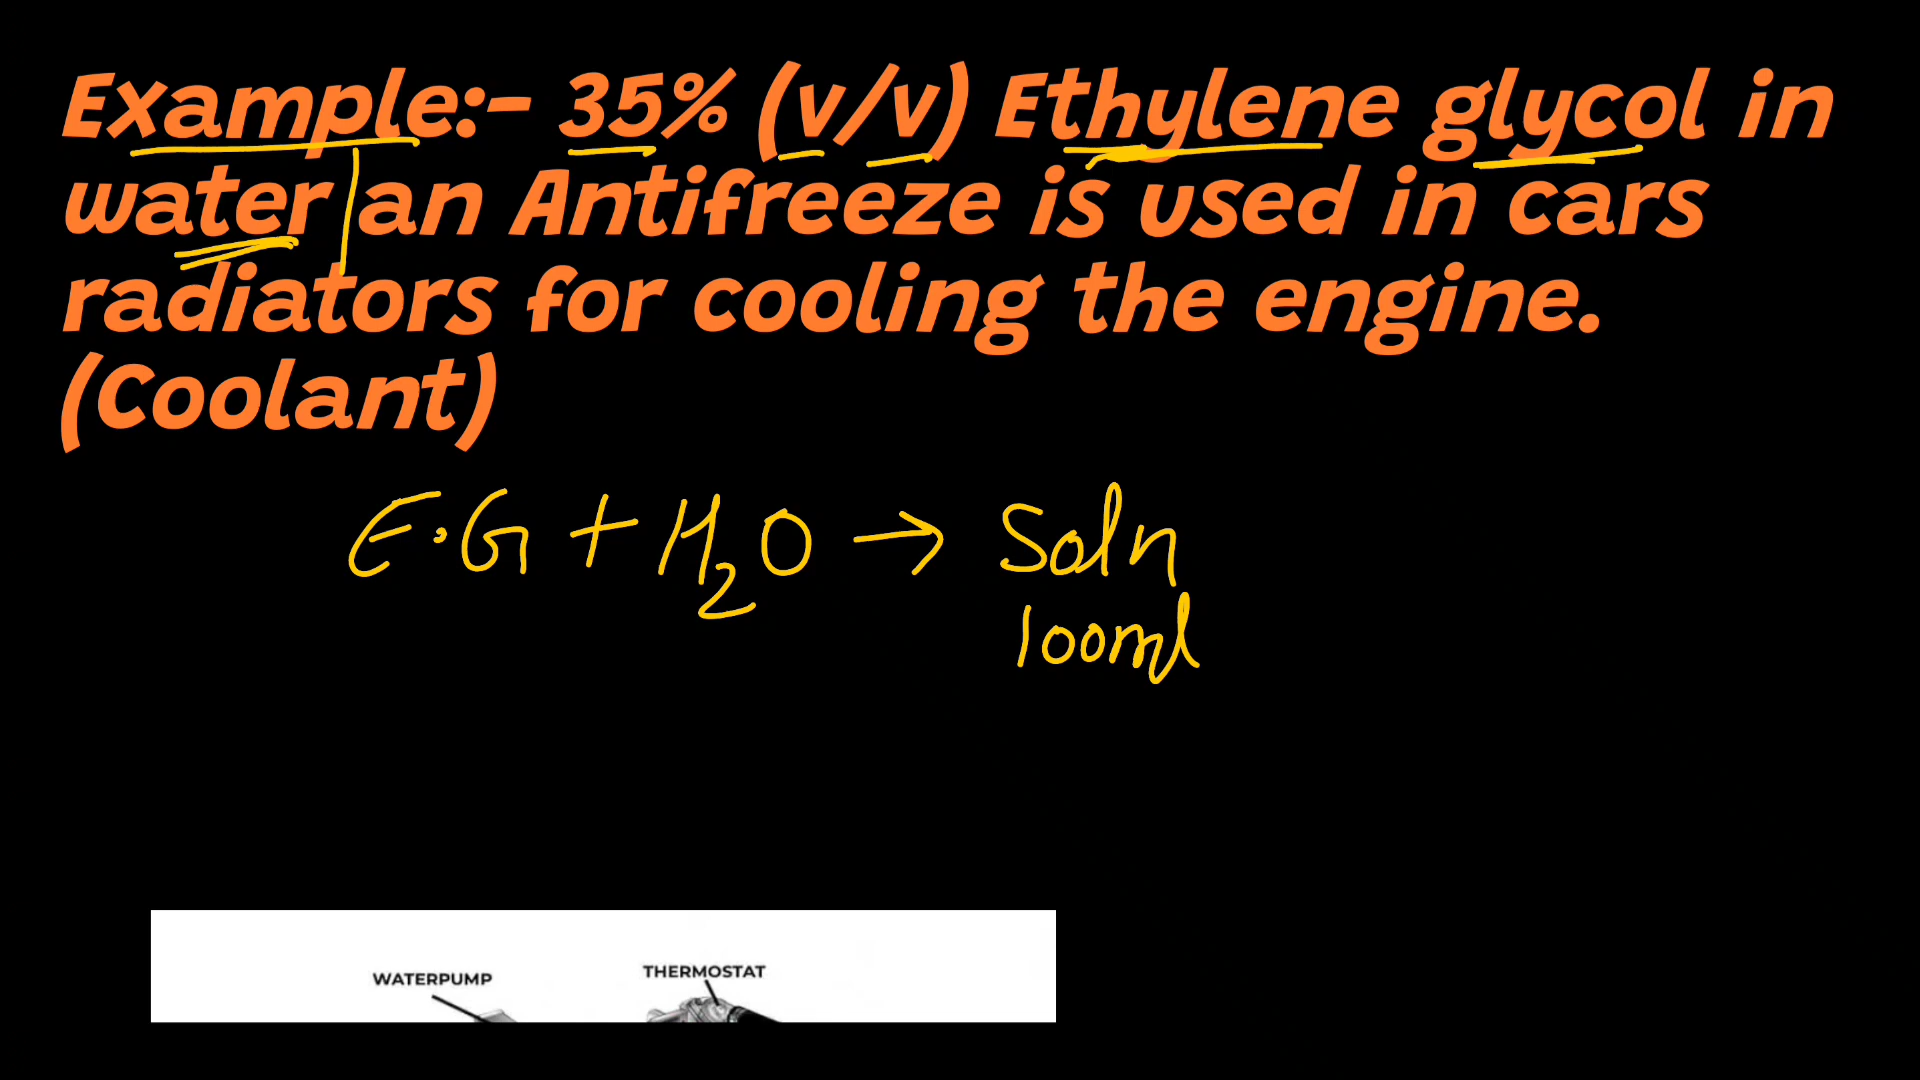 Example:- 35% (v/v) Ethylene glycol in
water an Antifreeze is used in cars
radiators for cooling the engine.
(Coolant)
E.G + H₂O → Soln
100ml
WATERPUMP
THERMOSTAT